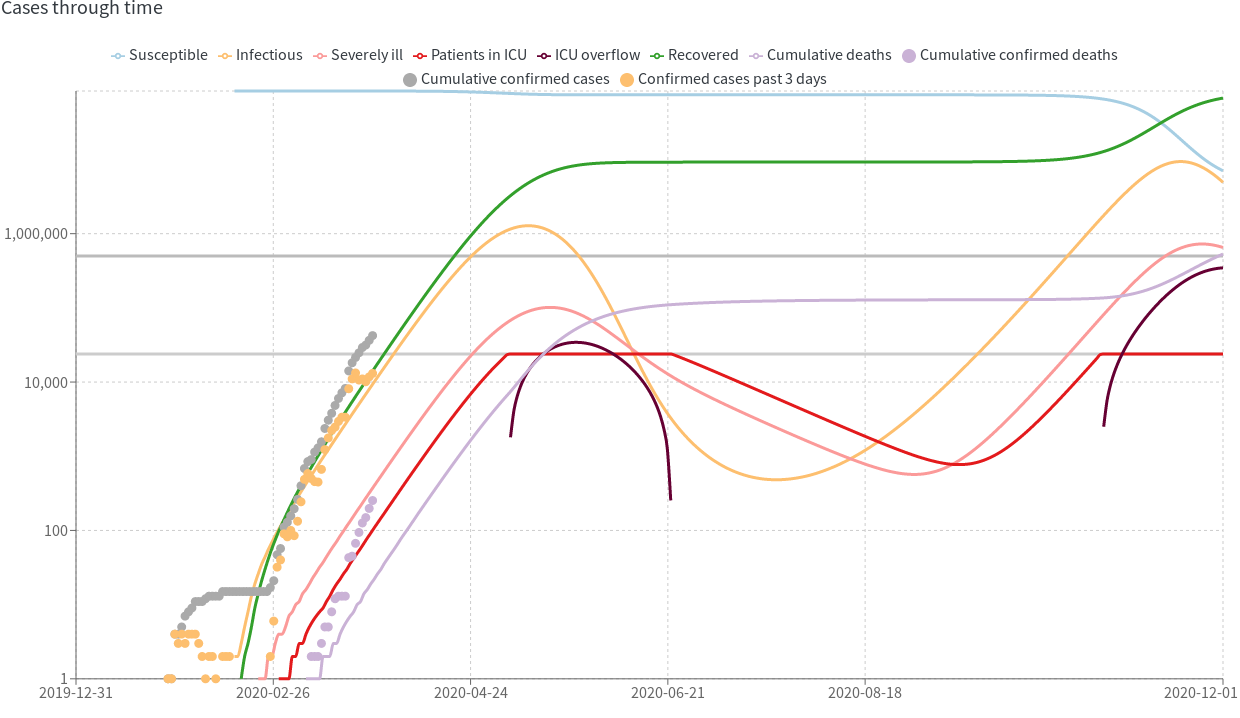 Cases through time
Susceptible Infectious Severely ill Patients in ICU ICU overflow Recovered Cumulative deaths Cumulative confirmed deaths
Cumulative confirmed cases Confirmed cases past 3 days
1,000,000
10,000
100
1
2019-12-31 2020-02-26 2020-04-24 2020-06-21 2020-08-18 2020-12-01